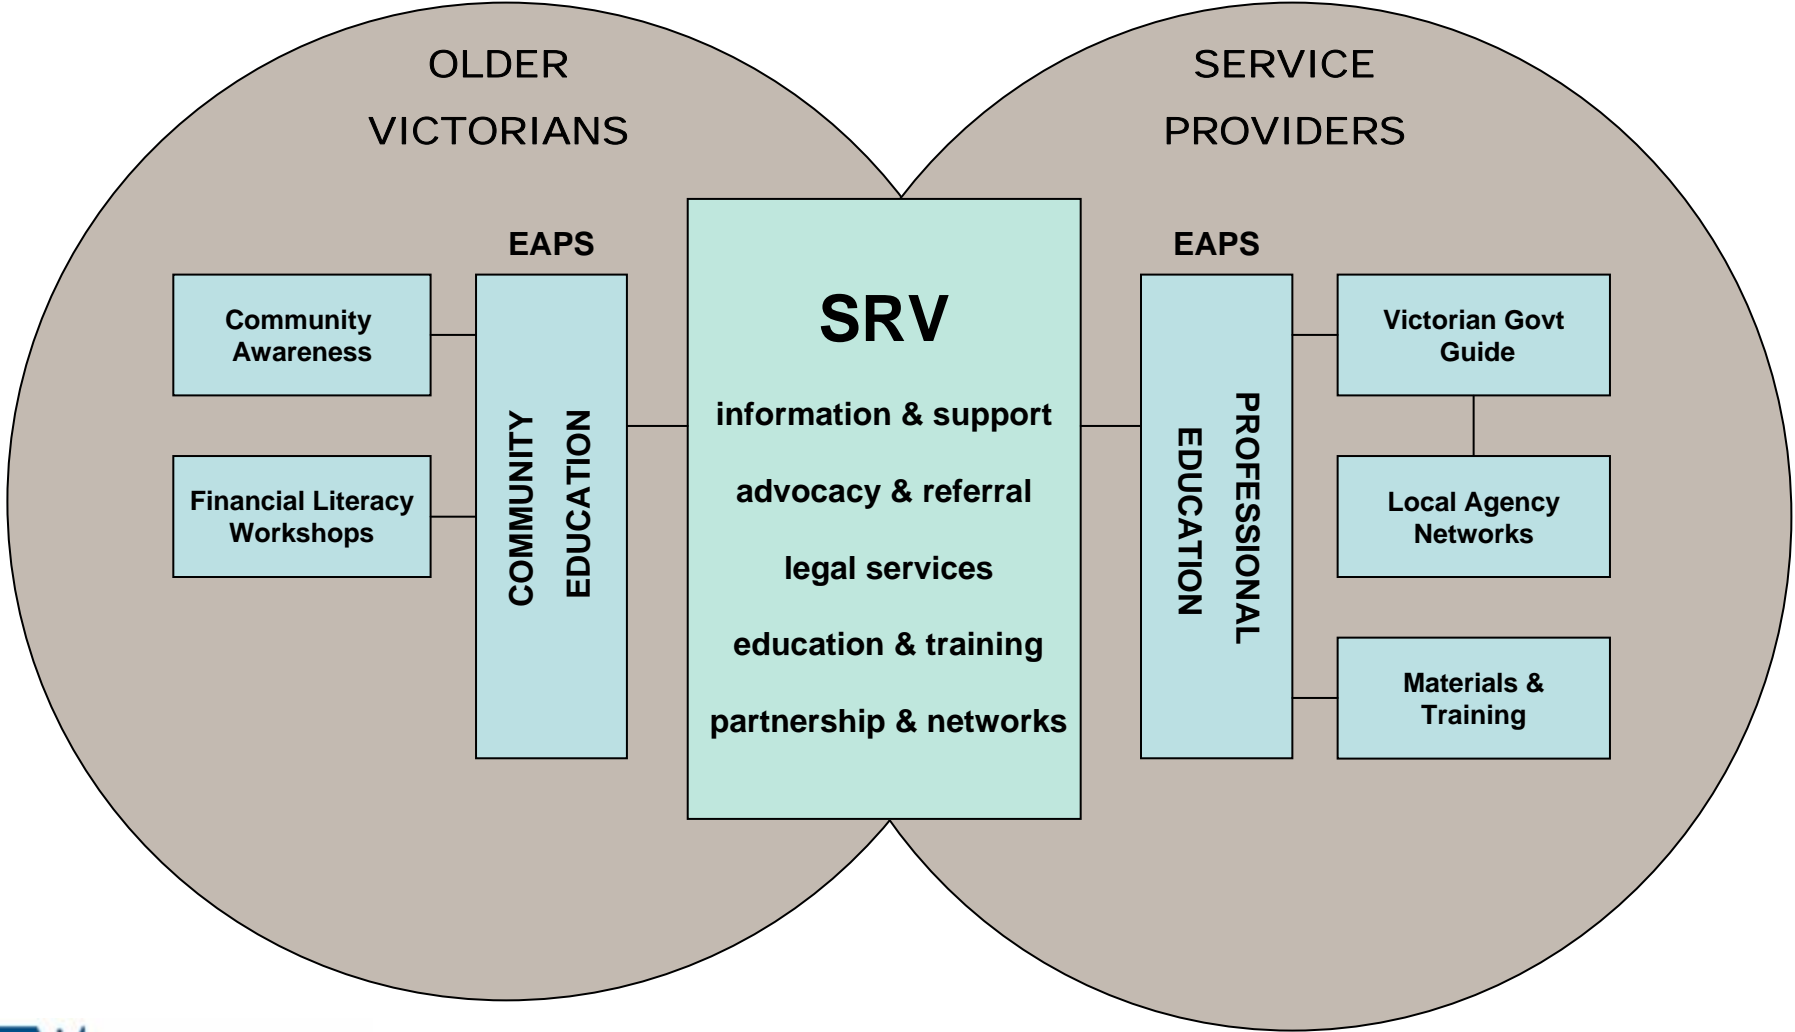 OLDER
VICTORIANS
SERVICE
PROVIDERS
EAPS
Community
Awareness
Financial Literacy
Workshops
COMMUNITY
EDUCATION
SRV
information & support
advocacy & referral
legal services
education & training
partnership & networks
EAPS
PROFESSIONAL
EDUCATION
Victorian Govt
Guide
Local Agency
Networks
Materials &
Training